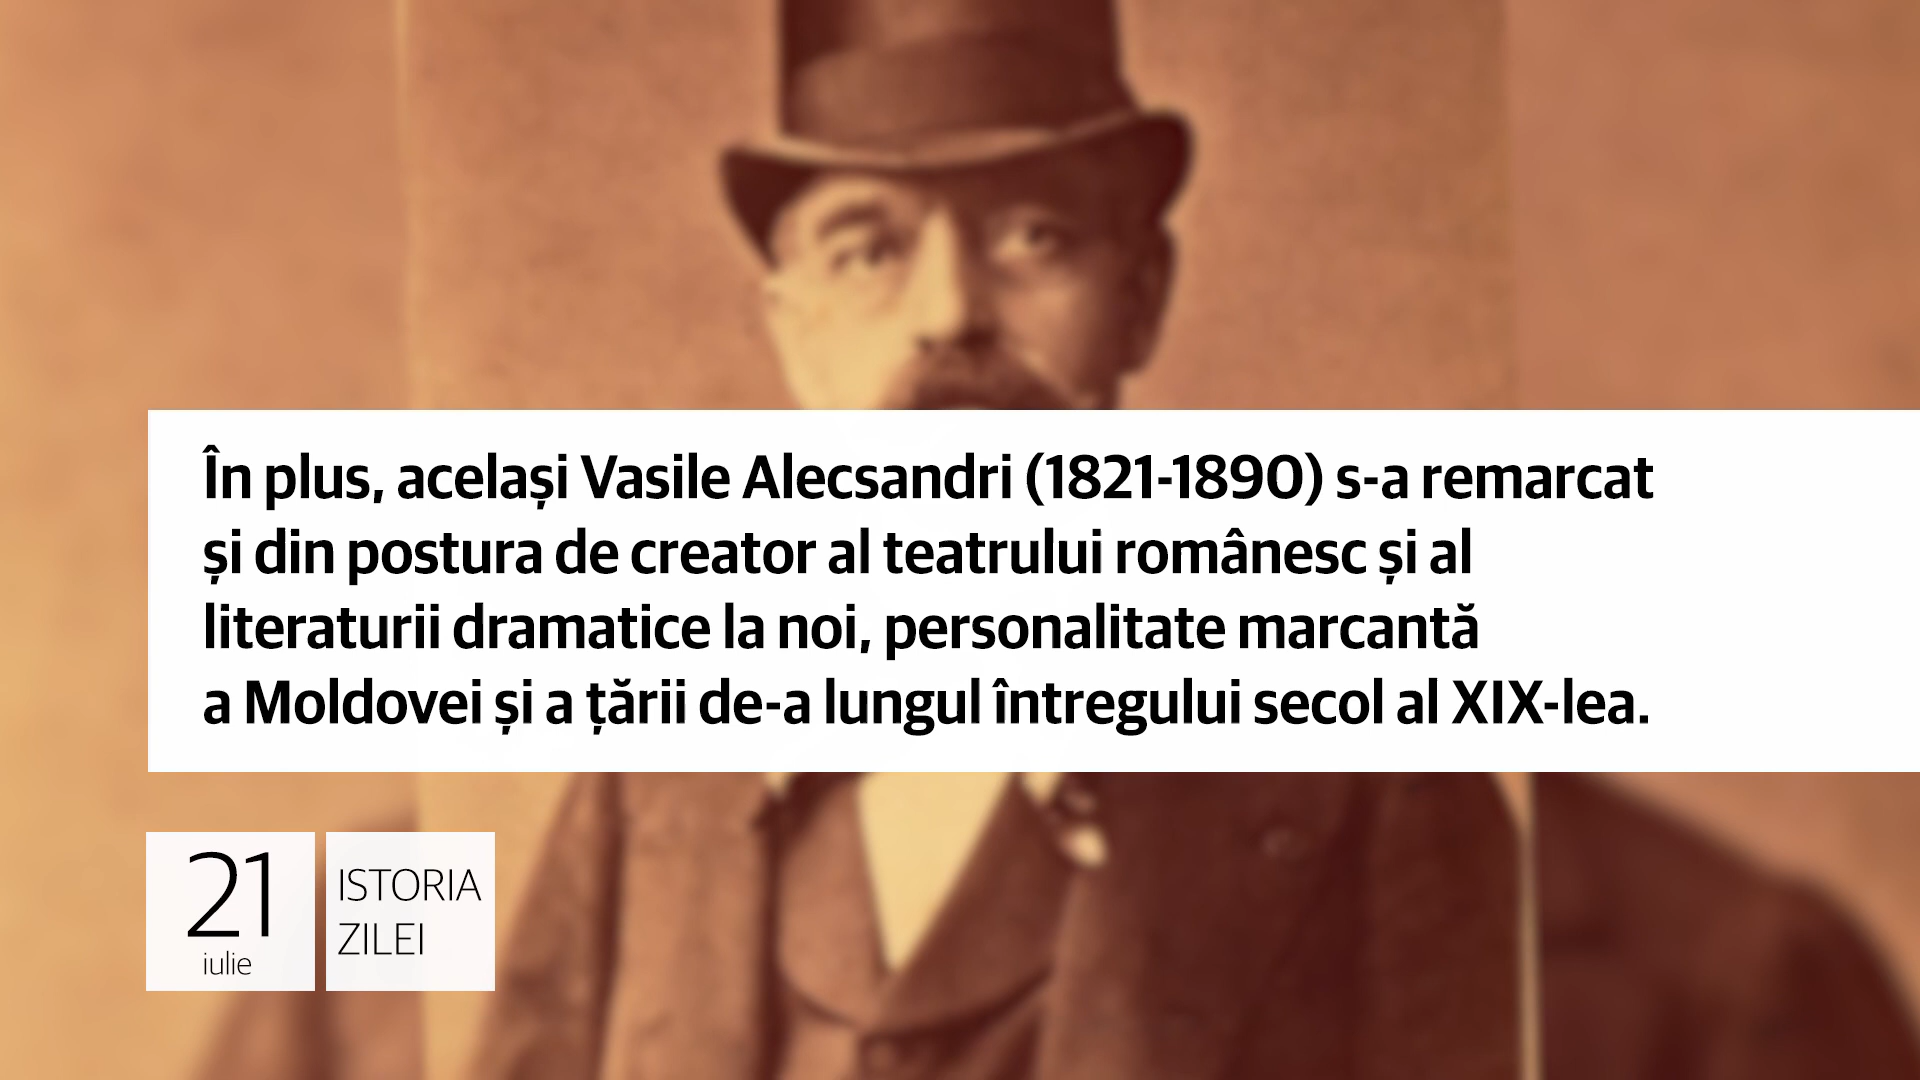 În plus, același Vasile Alecsandri (1821-1890) s-a remarcat
și din postura de creator al teatrului românesc și al
literaturii dramatice la noi, personalitate marcantă
a Moldovei și a țării de-a lungul întregului secol al XIX-lea.
21
iulie
ISTORIA
ZILEI